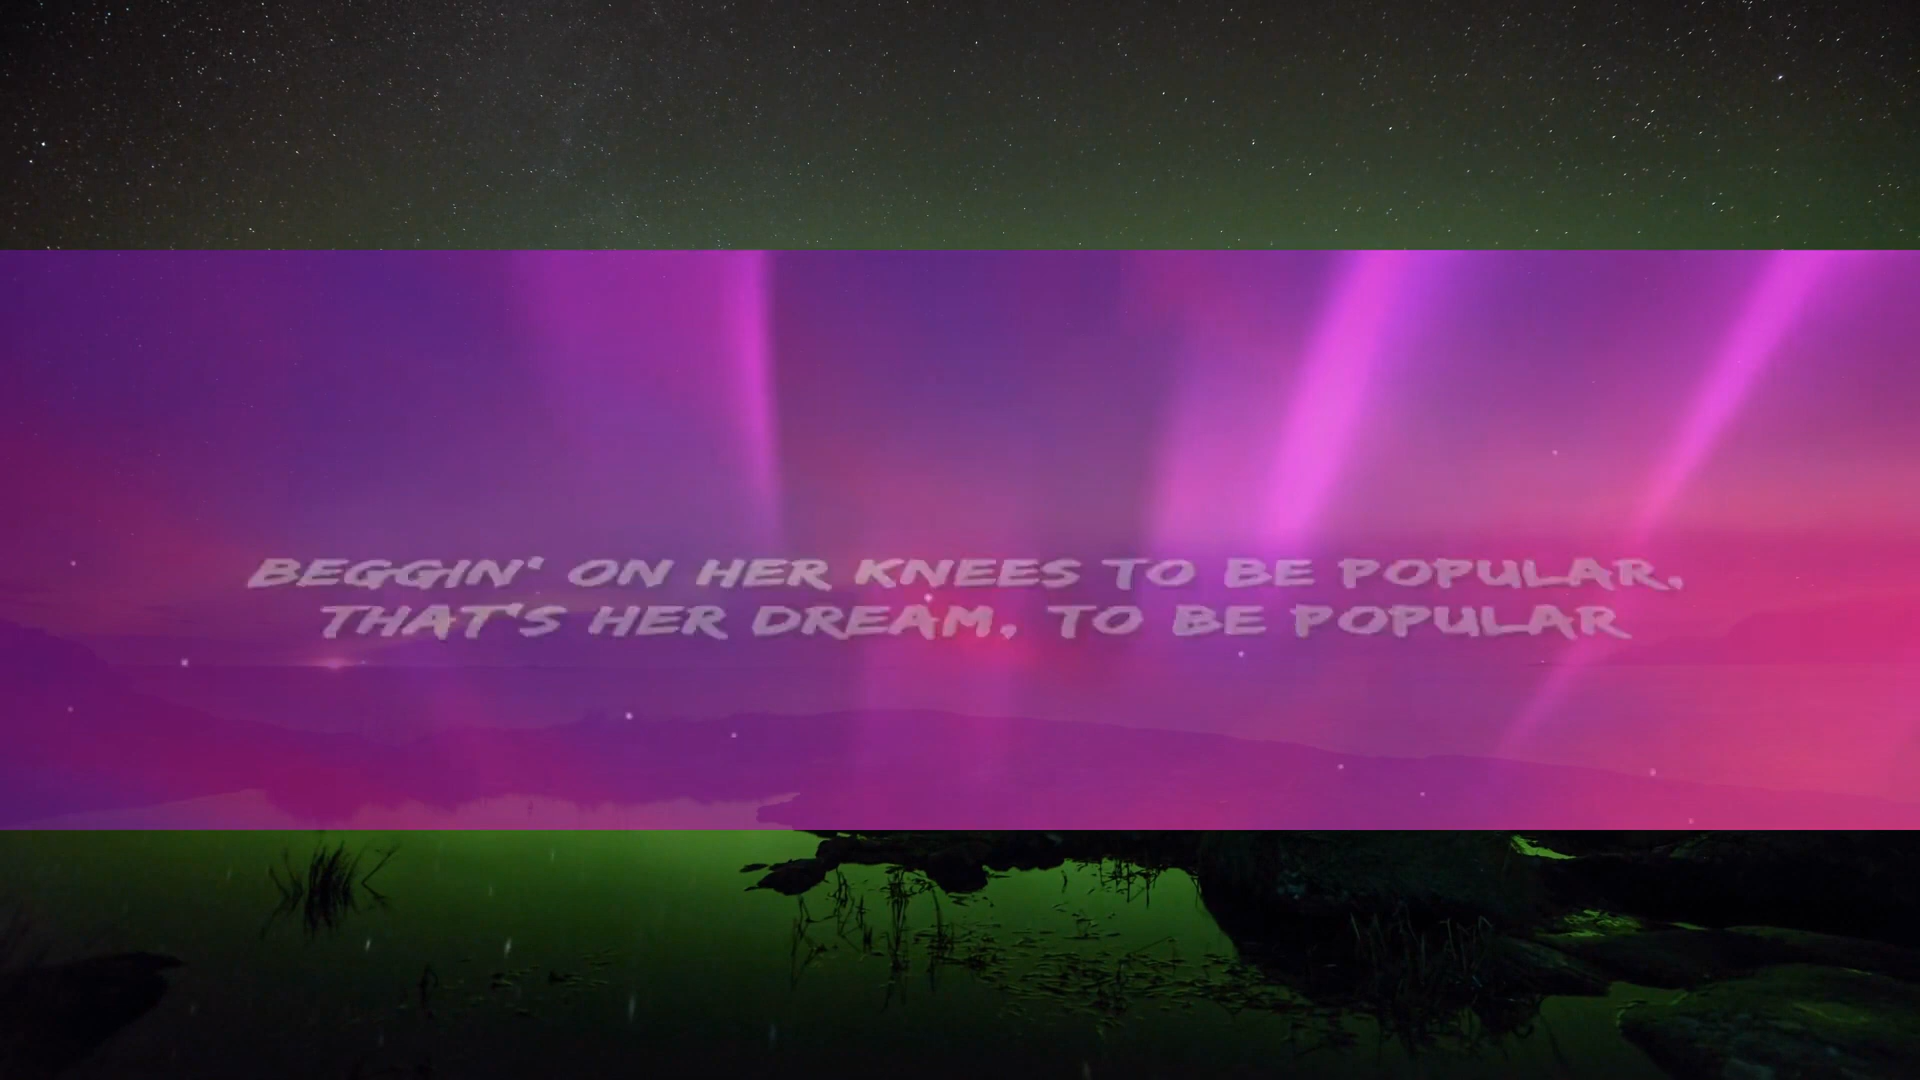 BEGGIN' ON HER KNEES TO BE POPULAR,
THAT'S HER DREAM, TO BE POPULAR